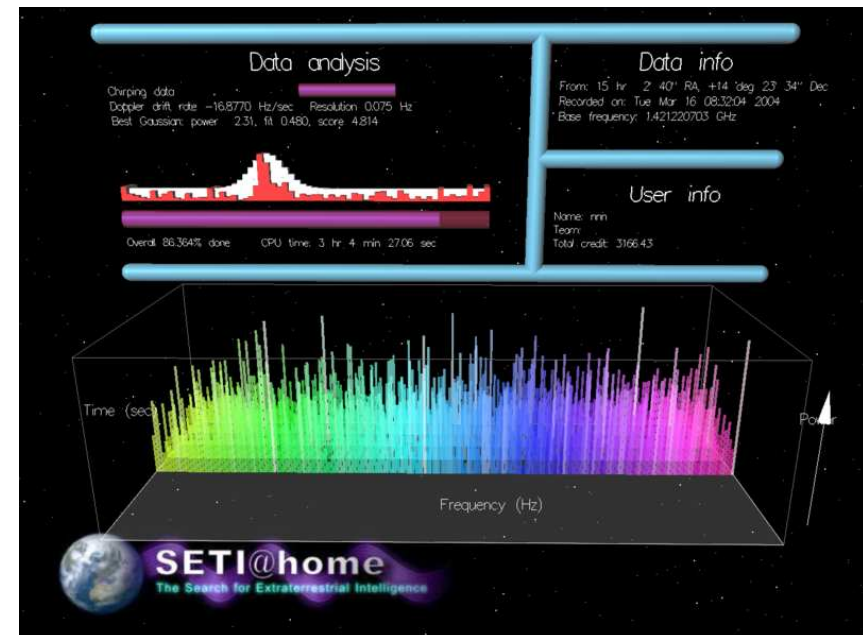 Data analysis
Chirping data
Doppler drift rate -16.8770 Hz/sec Resolution 0.075 Hz
Best Gaussian: power 2.31, fit 0.480, score 4.814
Overall 86.364% done CPU time: 3 hr 4 min 27.06 sec
Data info
From: 15 hr 2' 40'' RA, +14 deg 23' 34'' Dec
Recorded on: Tue Mar 16 08:32:04 2004
Base frequency: 1.421220703 GHz
User info
Name: nnn
Team:
Total credit: 3166.43
Time (sec)
Power
Frequency (Hz)
SETI@home
The Search for Extraterrestrial Intelligence